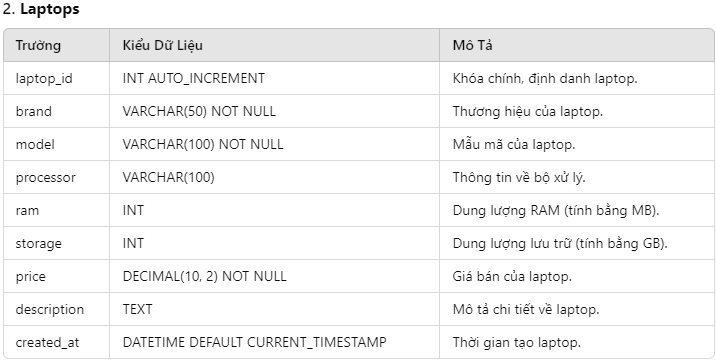 2. Laptops
Trường Kiểu Dữ Liệu Mô Tả
laptop_id INT AUTO_INCREMENT Khóa chính, định danh laptop.
brand VARCHAR(50) NOT NULL Thương hiệu của laptop.
model VARCHAR(100) NOT NULL Mẫu mã của laptop.
processor VARCHAR(100) Thông tin về bộ xử lý.
ram INT Dung lượng RAM (tính bằng MB).
storage INT Dung lượng lưu trữ (tính bằng GB).
price DECIMAL(10, 2) NOT NULL Giá bán của laptop.
description TEXT Mô tả chi tiết về laptop.
created_at DATETIME DEFAULT CURRENT_TIMESTAMP Thời gian tạo laptop.